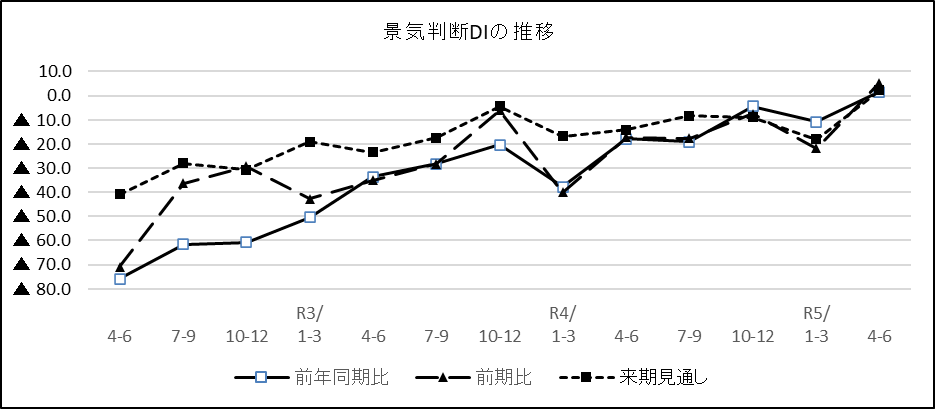 景気判断DIの推移
10.0
0.0
▲ 10.0
▲ 20.0
▲ 30.0
▲ 40.0
▲ 50.0
▲ 60.0
▲ 70.0
▲ 80.0
R3/ R4/ R5/
4-6 7-9 10-12 1-3 4-6 7-9 10-12 1-3 4-6 7-9 10-12 1-3 4-6
前年同期比 前期比 来期見通し